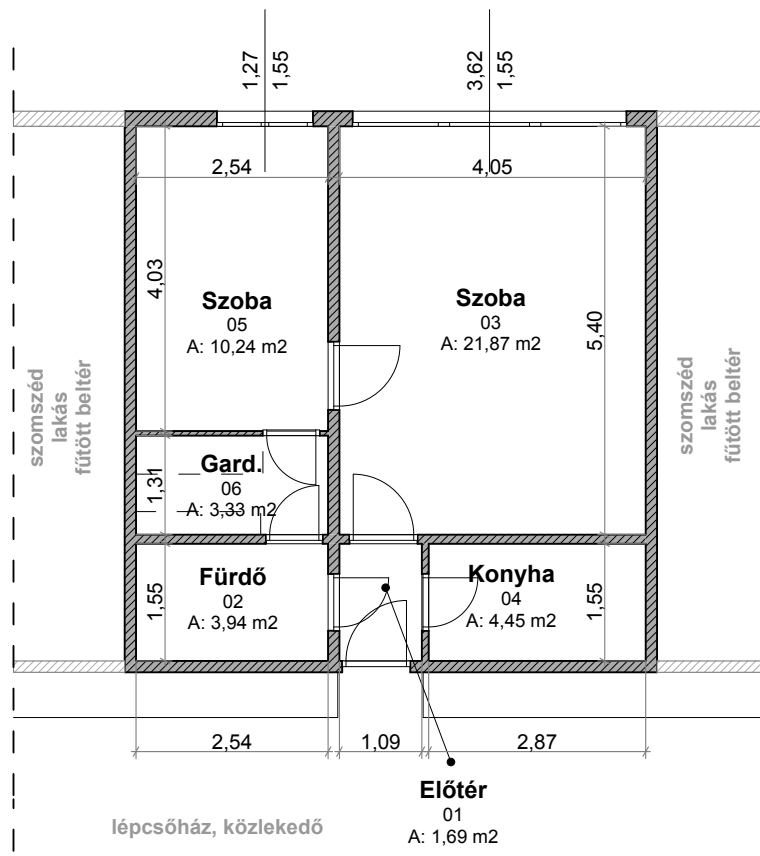 1,27
1,55
3,62
1,55
2,54
4,05
4,03
5,40
Szoba
05
A: 10,24 m2
Szoba
03
A: 21,87 m2
szomszéd
lakás
fűtött beltér
szomszéd
lakás
fűtött beltér
1,31
Gard.
06
A: 3,33 m2
1,55
Fürdő
02
A: 3,94 m2
Konyha
04
A: 4,45 m2
1,55
2,54
1,09
2,87
Előtér
01
A: 1,69 m2
lépcsőház, közlekedő